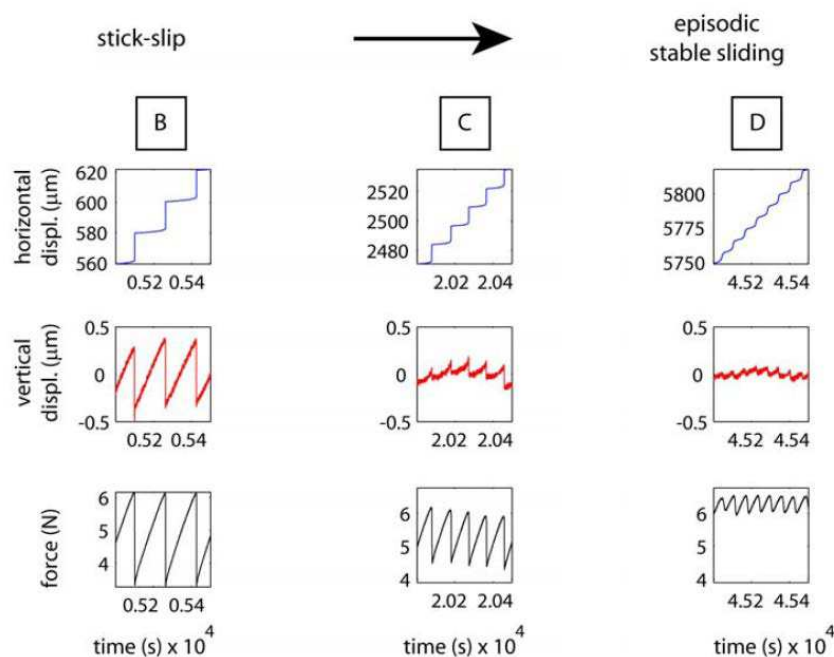 stick-slip
episodic
stable sliding
B
C
D
horizontal
displ. (μm)
620
600
580
560
0.52 0.54
2520
2500
2480
2.02 2.04
5800
5775
5750
4.52 4.54
vertical
displ. (μm)
0.5
0
-0.5
0.52 0.54
0.5
0
-0.5
2.02 2.04
0.5
0
-0.5
4.52 4.54
force (N)
6
5
4
0.52 0.54
6
5
4
2.02 2.04
6
5
4
4.52 4.54
time (s) x 10⁴
time (s) x 10⁴
time (s) x 10⁴